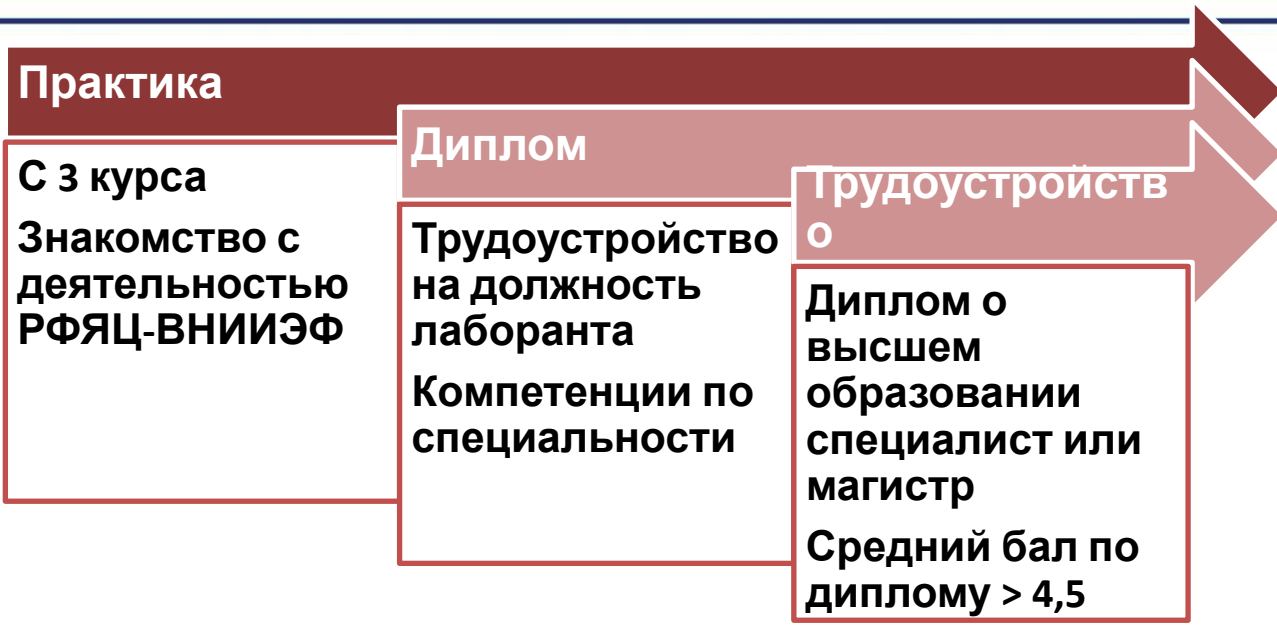 Практика
С 3 курса
Знакомство с
деятельностью
РФЯЦ-ВНИИЭФ
Диплом
Трудоустройство
на должность
лаборанта
Компетенции по
специальности
Трудоустройств
о
Диплом о
высшем
образовании
специалист или
магистр
Средний бал по
диплому > 4,5